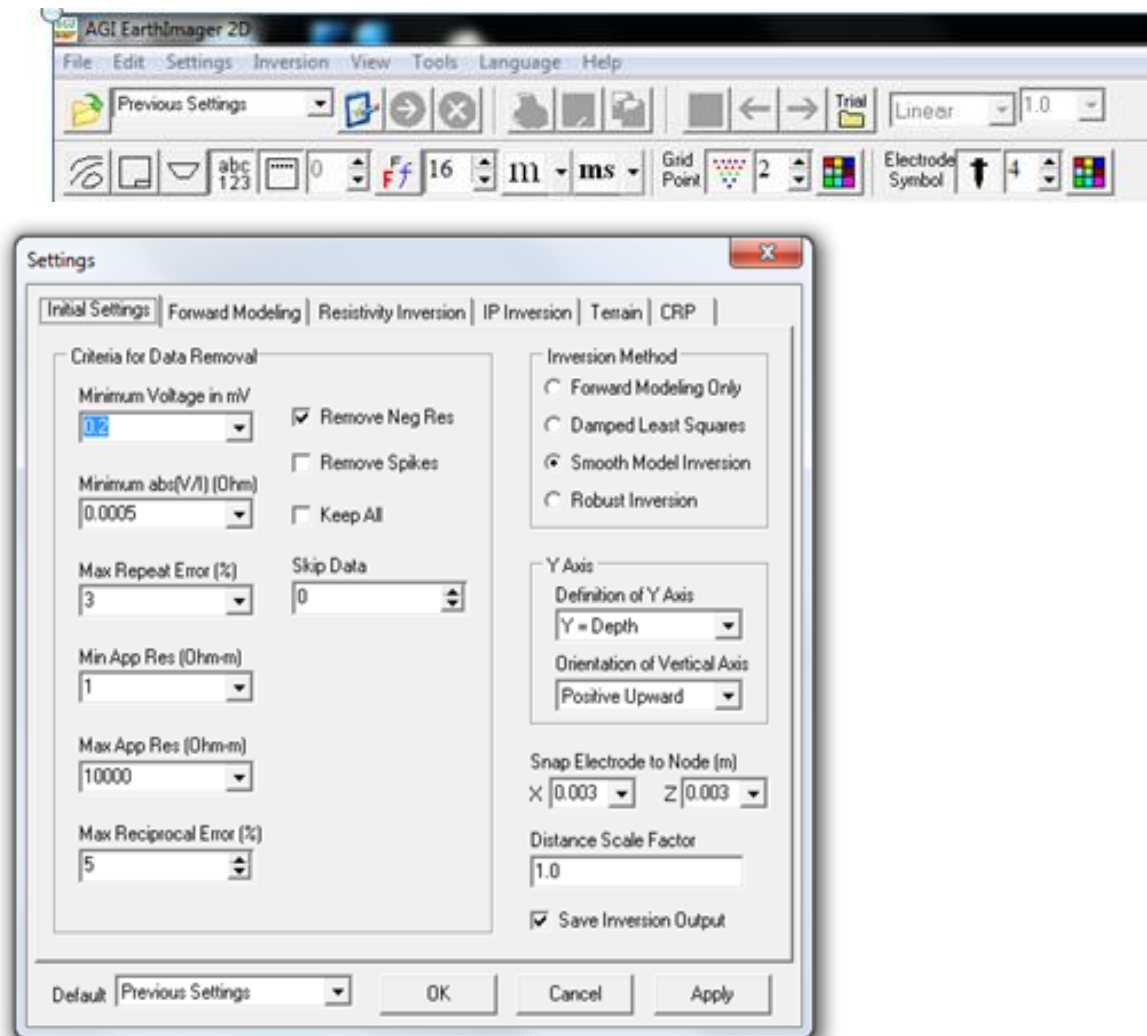 AGI EarthImager 2D
File Edit Settings Inversion View Tools Language Help
Previous Settings Trial Linear 1.0
abc 123 0 F f 16 m ms Grid Point 2 Electrode Symbol 4
Settings
Initial Settings Forward Modeling Resistivity Inversion IP Inversion Terrain CRP
Criteria for Data Removal
Minimum Voltage in mV
0.2
Remove Neg Res
Remove Spikes
Minimum abs(V/I) (Ohm)
0.0005
Keep All
Max Repeat Error (%)
3
Skip Data
0
Min App Res (Ohm-m)
1
Max App Res (Ohm-m)
10000
Max Reciprocal Error (%)
5
Inversion Method
Forward Modeling Only
Damped Least Squares
Smooth Model Inversion
Robust Inversion
Y Axis
Definition of Y Axis
Y = Depth
Orientation of Vertical Axis
Positive Upward
Snap Electrode to Node (m)
X 0.003 Z 0.003
Distance Scale Factor
1.0
Save Inversion Output
Default Previous Settings OK Cancel Apply